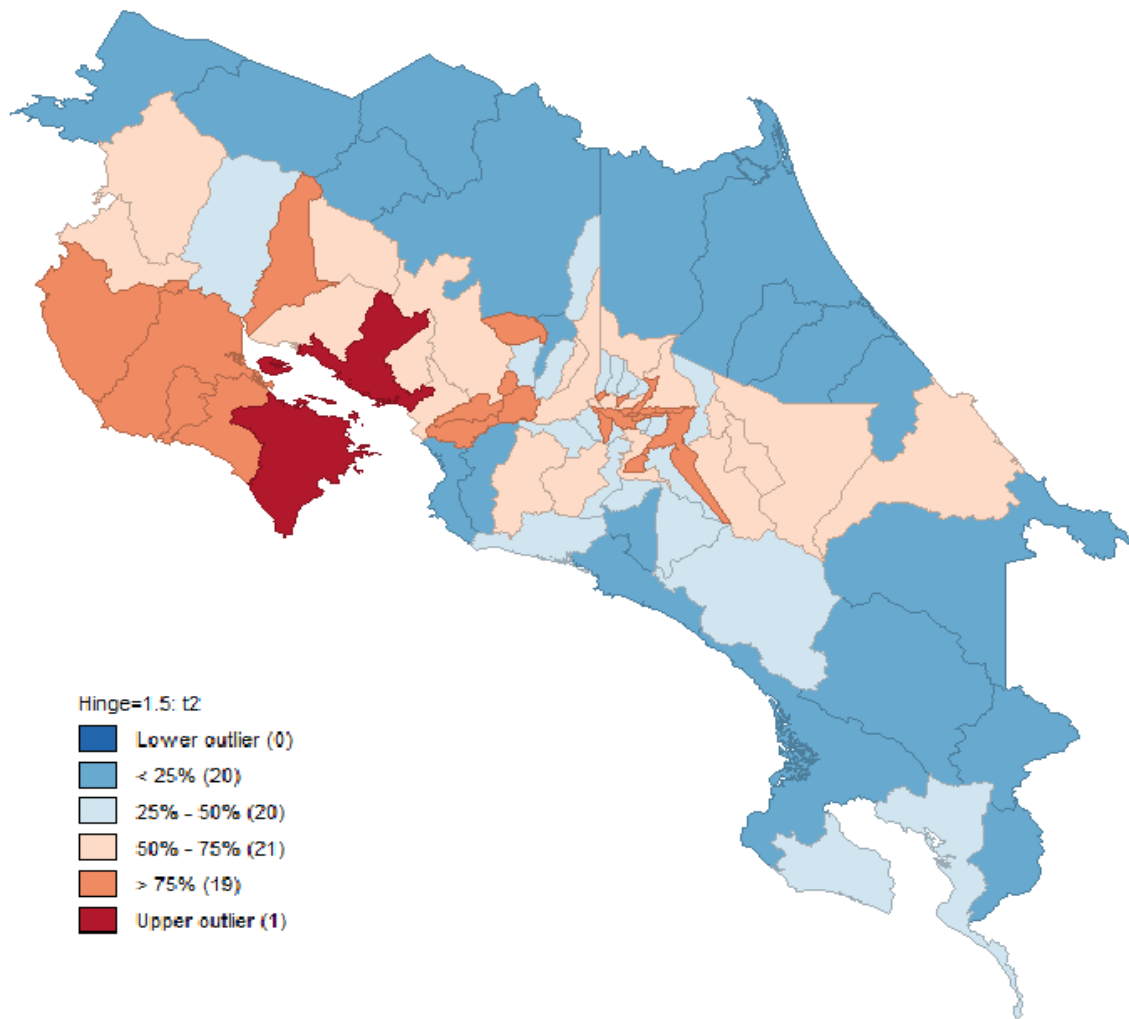 Hinge=1.5: t2
Lower outlier (0)
< 25% (20)
25% - 50% (20)
50% - 75% (21)
> 75% (19)
Upper outlier (1)